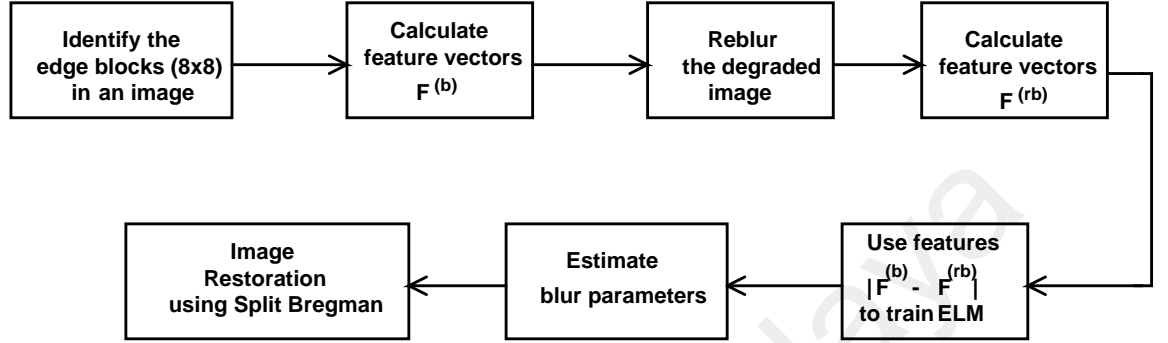 Identify the
edge blocks (8x8)
in an image
Calculate
feature vectors
F (b)
Reblur
the degraded
image
Calculate
feature vectors
F (rb)
Use features
|F(b) - F(rb)|
to train ELM
Estimate
blur parameters
Image
Restoration
using Split Bregman